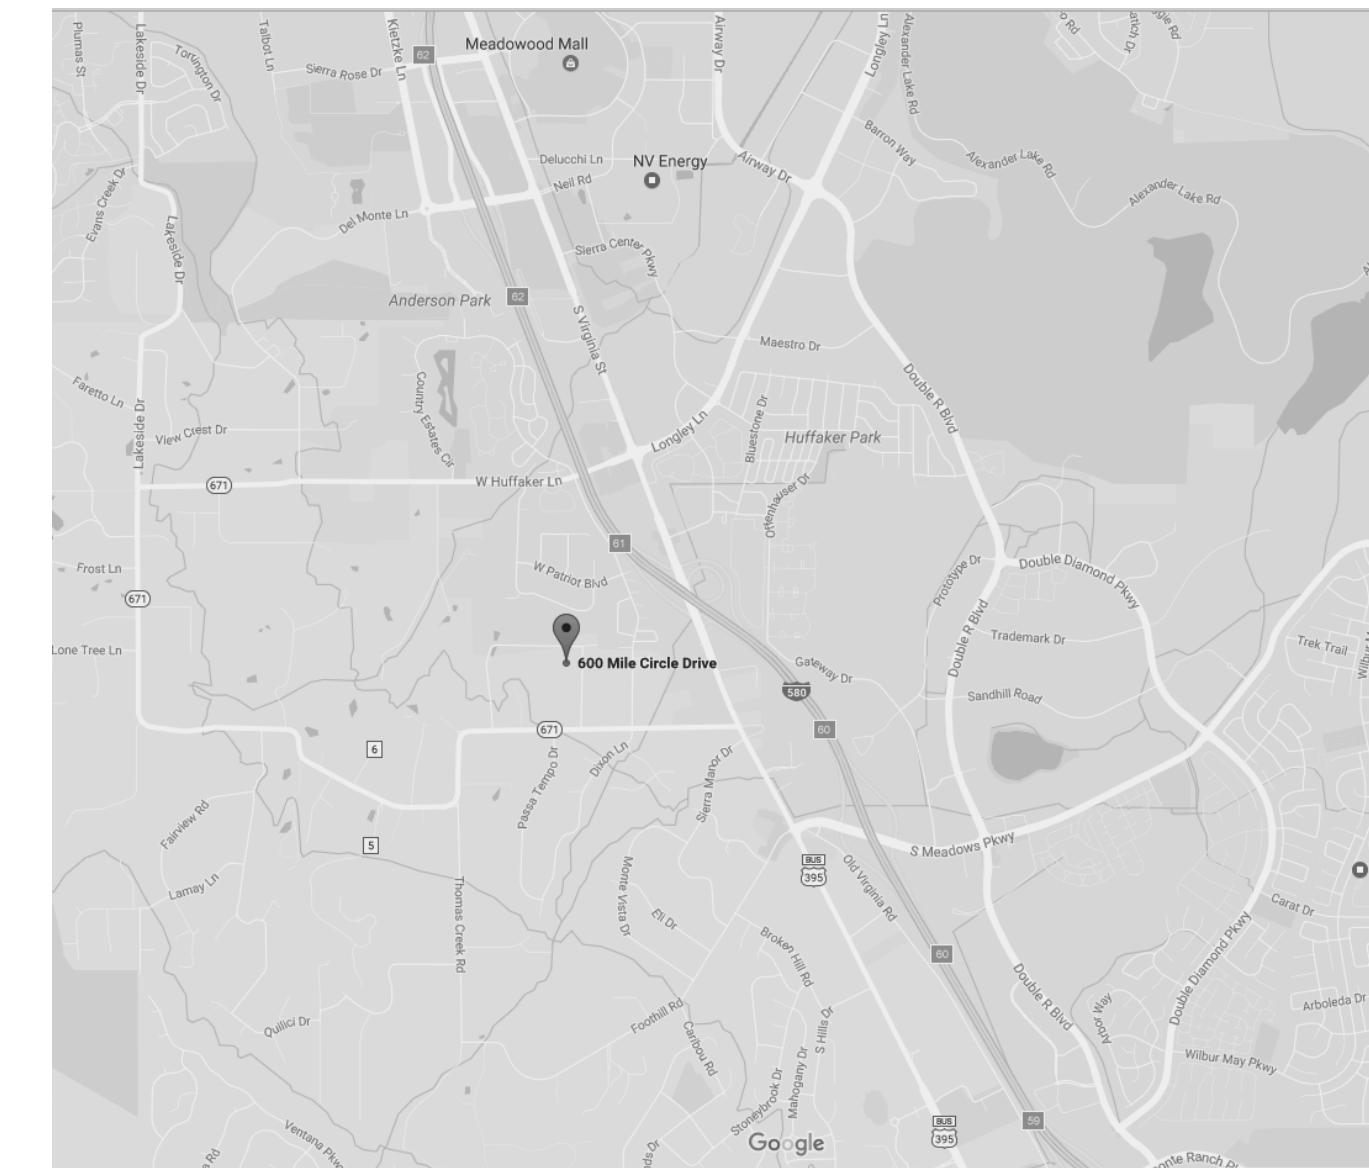 Plumas St
Lakeside Dr
Torrington Dr
Talbot Ln
Sierra Rose Dr
Kietzke Ln
62
Meadowood Mall
Airway Dr
Longley Ln
Alexander Lake Rd
Evans Creek Dr
Lakeside Dr
Del Monte Ln
Delucchi Ln
Neil Rd
NV Energy
Airway Dr
Barron Way
Alexander Lake Rd
Alexander Lake Rd
Sierra Center Pkwy
Anderson Park
62
S Virginia St
Maestro Dr
Double R Blvd
Faretto Ln
Lakeside Dr
View Crest Dr
Country Estates Cir
Longley Ln
Bluestone Dr
Huffaker Park
671
W Huffaker Ln
Offenhauser Dr
61
Frost Ln
671
W Patriot Blvd
Prototype Dr
Double Diamond Pkwy
Double R Blvd
Trademark Dr
Trek Trail
Lone Tree Ln
600 Mile Circle Drive
Gateway Dr
580
Sandhill Road
671
60
6
Passa Tempo Dr
Dixon Ln
Sierra Manor Dr
Fairview Rd
5
S Meadows Pkwy
BUS
395
Old Virginia Rd
Lamay Ln
Thomas Creek Rd
Monte Vista Dr
Eli Dr
Broken Hill Rd
60
Carat Dr
Double Diamond Pkwy
Double R Blvd
Arbor Way
Arboleda Dr
Quilici Dr
Foothill Rd
Caribou Rd
S Hills Dr
Mahogany Dr
Stoneybrook Dr
Wilbur May Pkwy
BUS
395
59
Google
Ventana Pkwy